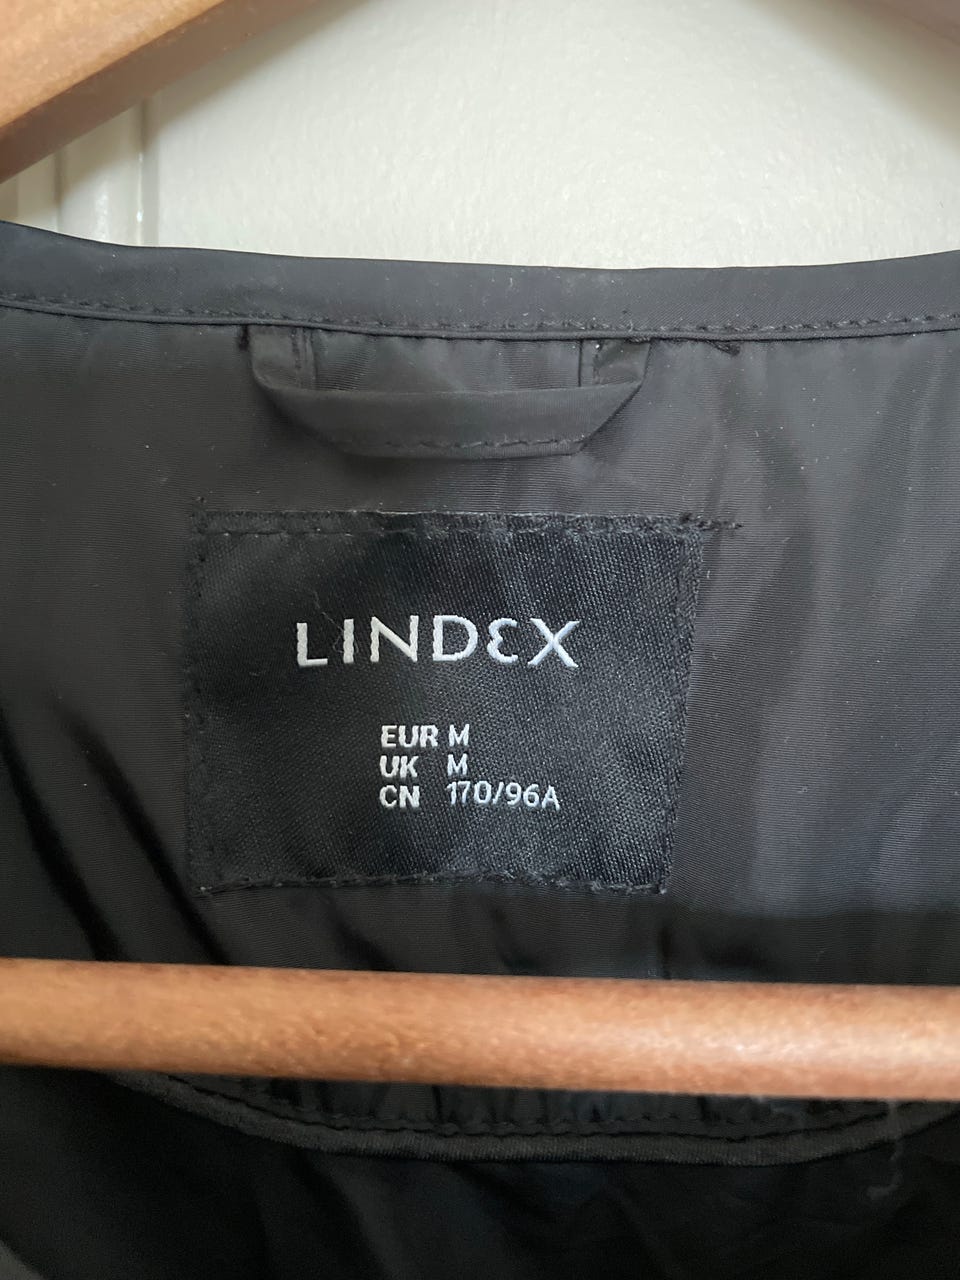 LINDEX
EUR M
UK M
CN 170/96A